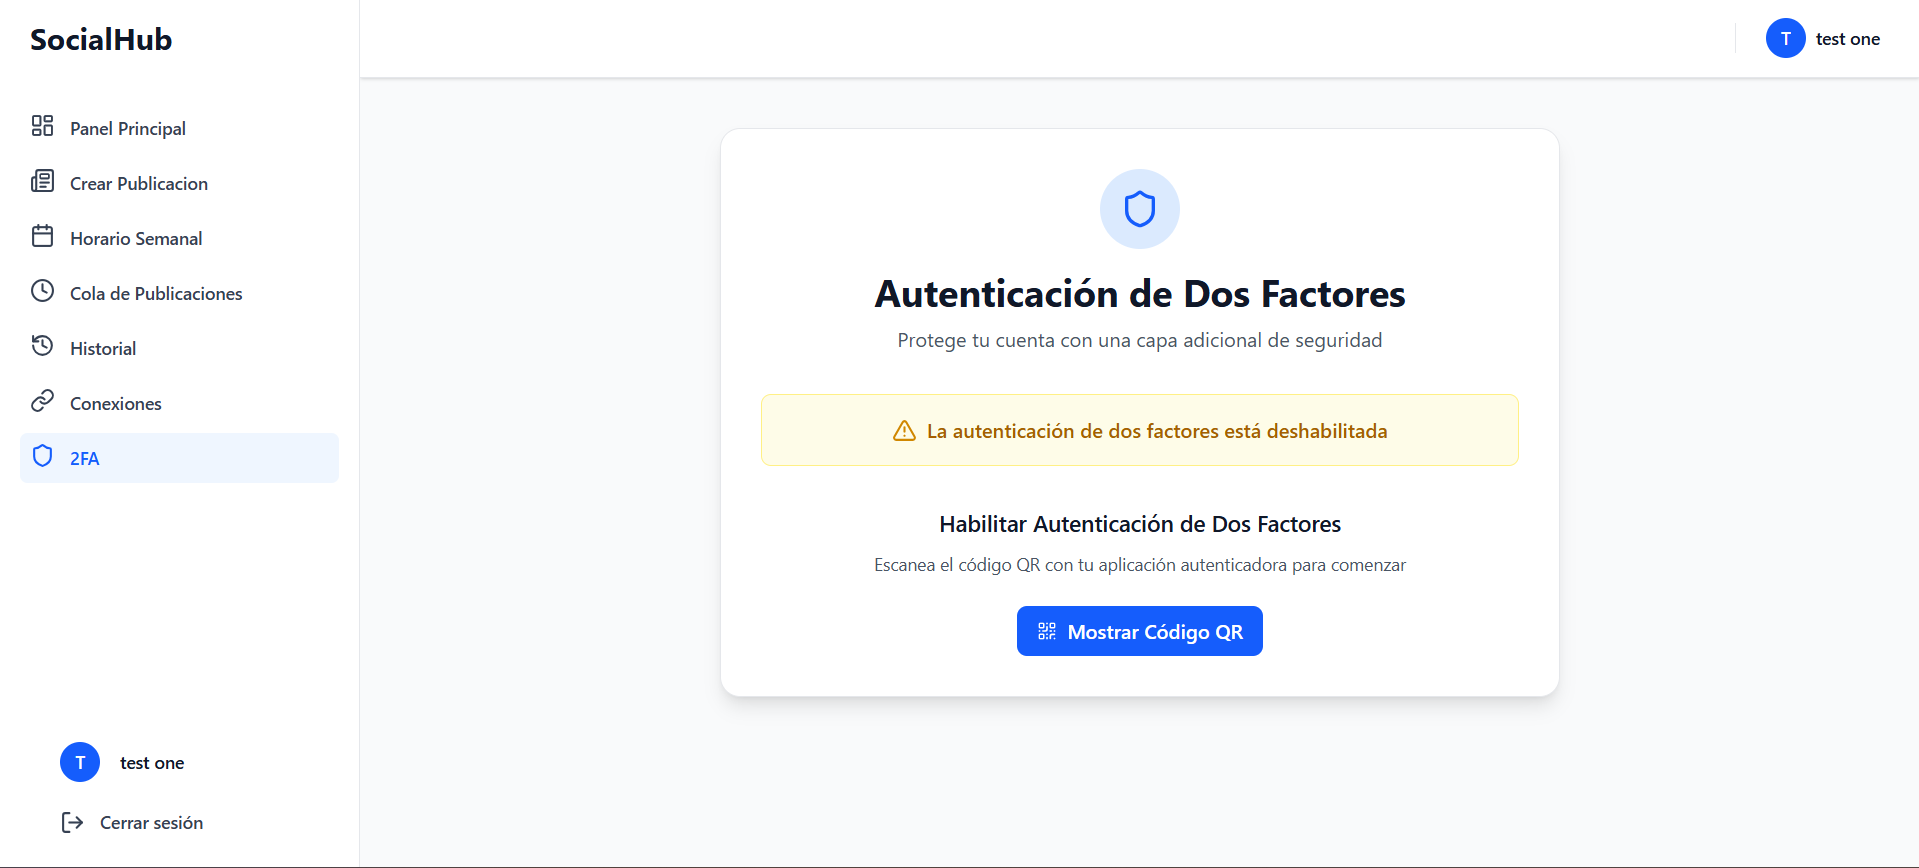 SocialHub
Panel Principal
Crear Publicacion
Horario Semanal
Cola de Publicaciones
Historial
Conexiones
2FA
T
test one
Cerrar sesión
T
test one
Autenticación de Dos Factores
Protege tu cuenta con una capa adicional de seguridad
La autenticación de dos factores está deshabilitada
Habilitar Autenticación de Dos Factores
Escanea el código QR con tu aplicación autenticadora para comenzar
Mostrar Código QR